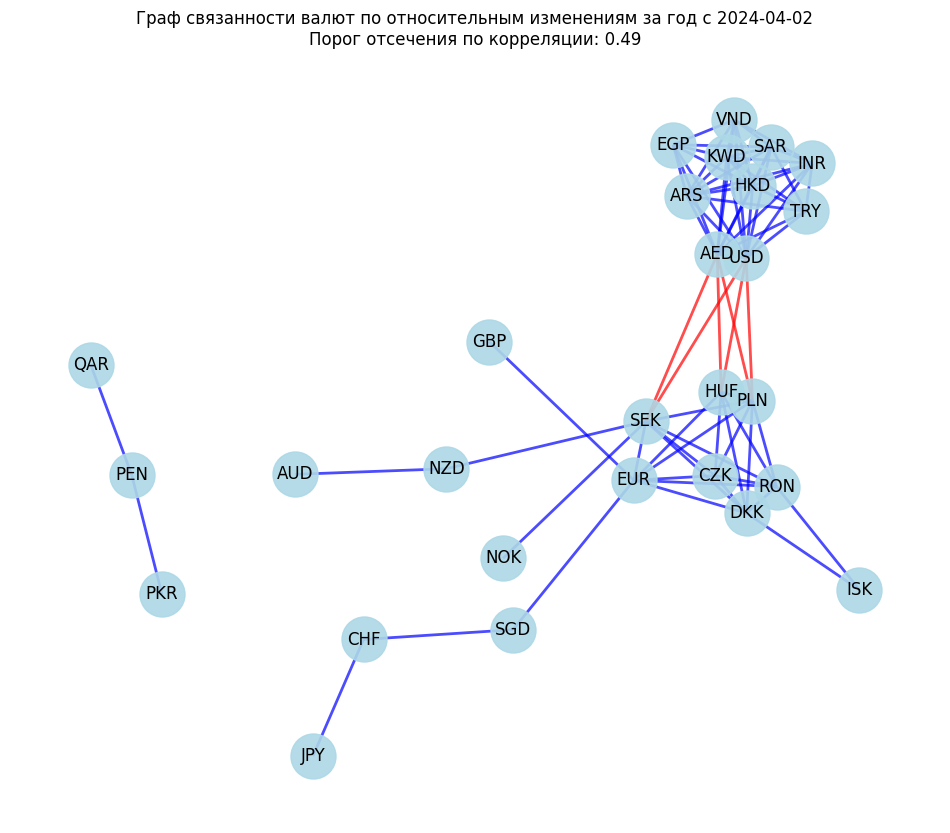 Граф связанности валют по относительным изменениям за год с 2024-04-02
Порог отсечения по корреляции: 0.49
VND
EGP
SAR
KWD
INR
HKD
ARS
TRY
AED
USD
GBP
QAR
HUF
PLN
SEK
NZD
AUD
PEN
CZK
EUR
RON
DKK
NOK
ISK
PKR
SGD
CHF
JPY